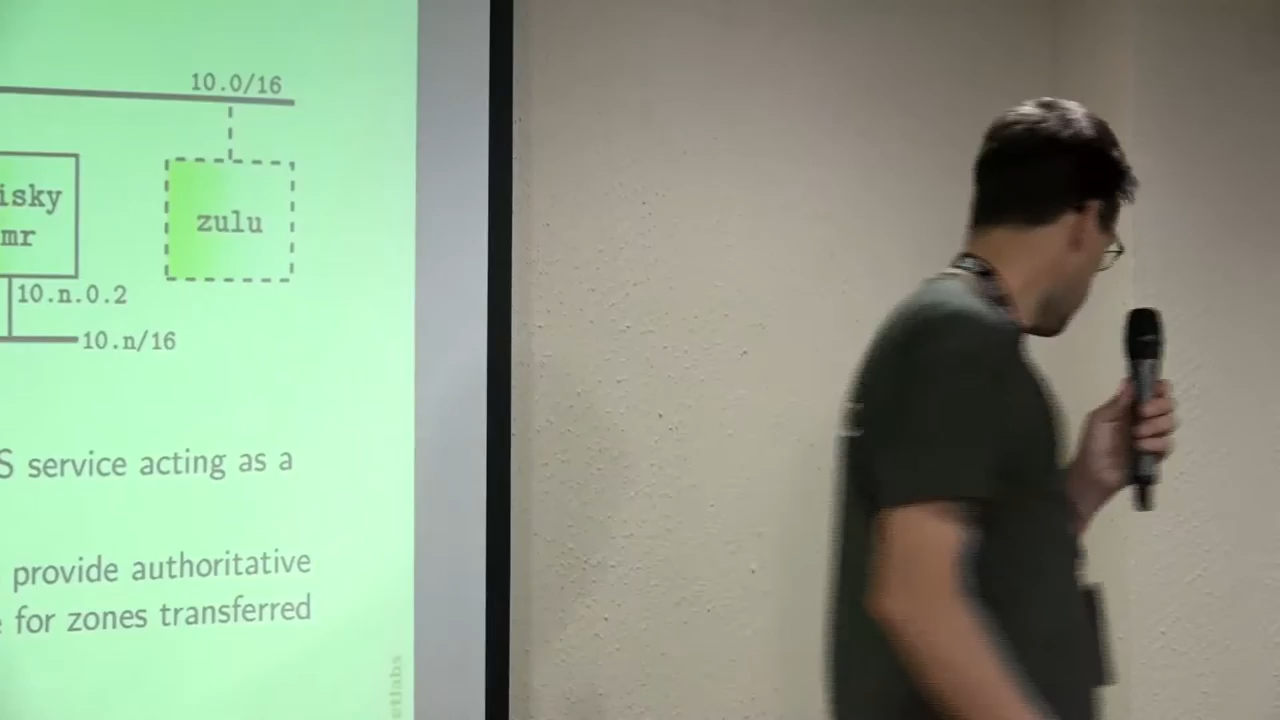 10.0/16
isky
zulu
mr
10.n.0.2
10.n/16
S service acting as a
provide authoritative
for zones transferred
etlabs